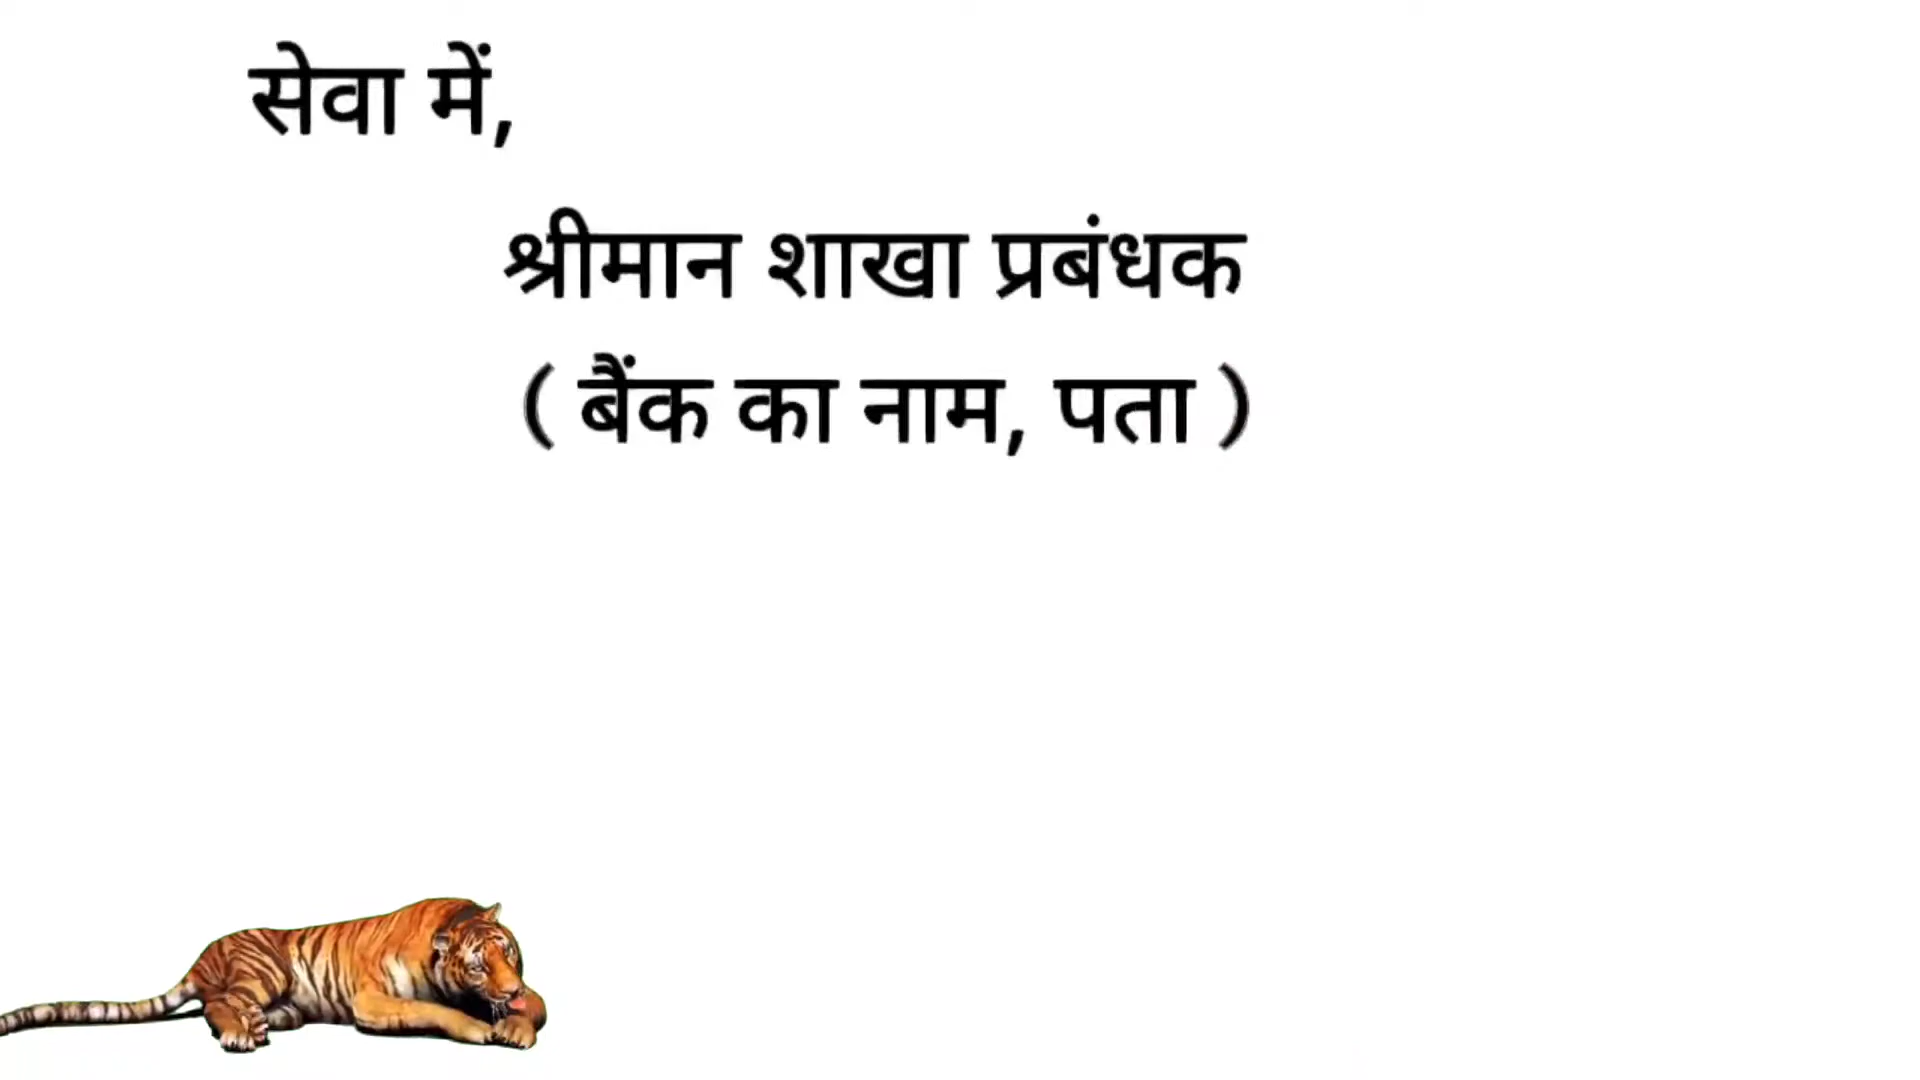 सेवा में,
श्रीमान शाखा प्रबंधक
( बैंक का नाम, पता )